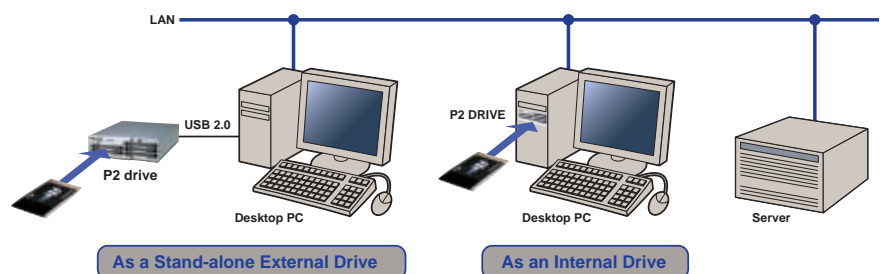 LAN
USB 2.0
P2 DRIVE
P2 drive
Desktop PC
Desktop PC
Server
As a Stand-alone External Drive
As an Internal Drive